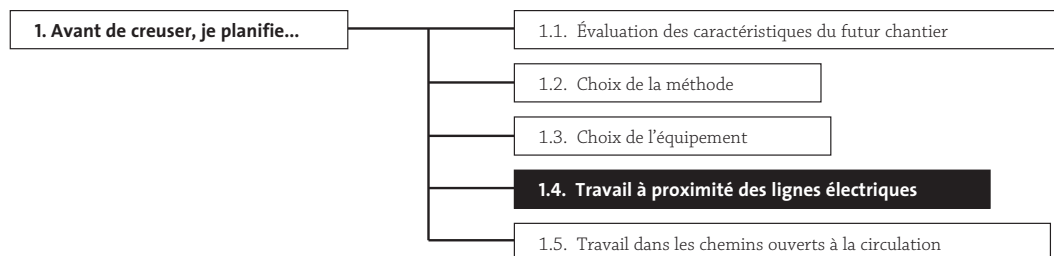 1. Avant de creuser, je planifie...
1.1. Évaluation des caractéristiques du futur chantier
1.2. Choix de la méthode
1.3. Choix de l'équipement
1.4. Travail à proximité des lignes électriques
1.5. Travail dans les chemins ouverts à la circulation